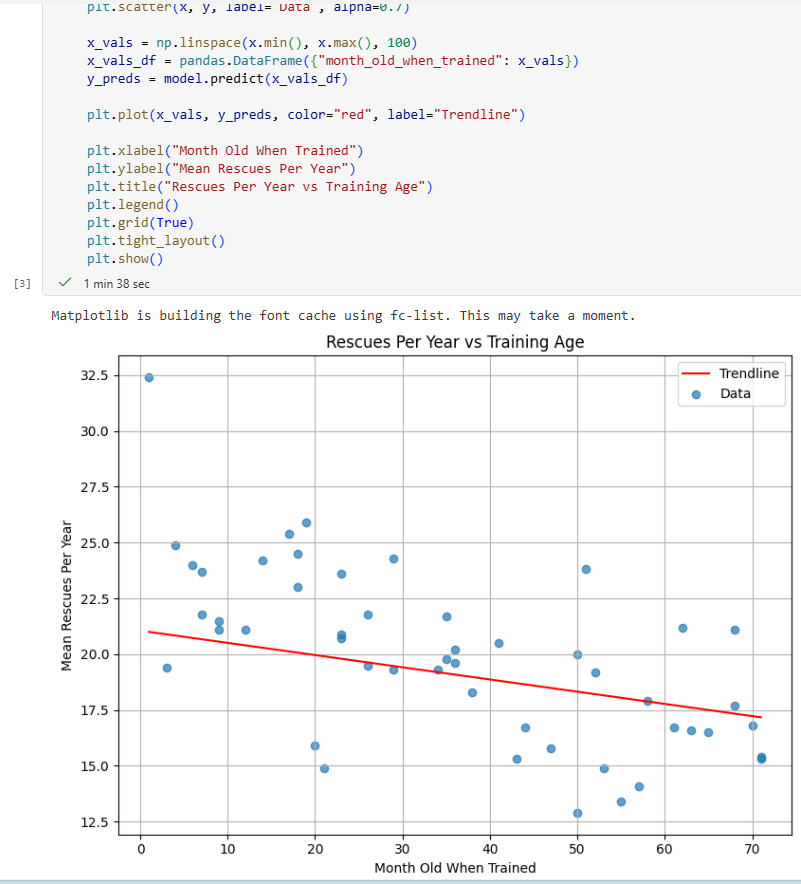 plt.scatter(x, y, label="Data", alpha=0.7)
x_vals = np.linspace(x.min(), x.max(), 100)
x_vals_df = pandas.DataFrame({"month_old_when_trained": x_vals})
y_preds = model.predict(x_vals_df)
plt.plot(x_vals, y_preds, color="red", label="Trendline")
plt.xlabel("Month Old When Trained")
plt.ylabel("Mean Rescues Per Year")
plt.title("Rescues Per Year vs Training Age")
plt.legend()
plt.grid(True)
plt.tight_layout()
plt.show()
[3]
1 min 38 sec
Matplotlib is building the font cache using fc-list. This may take a moment.
Rescues Per Year vs Training Age
Trendline
Data
32.5
30.0
27.5
25.0
22.5
20.0
17.5
15.0
12.5
Mean Rescues Per Year
0 10 20 30 40 50 60 70
Month Old When Trained